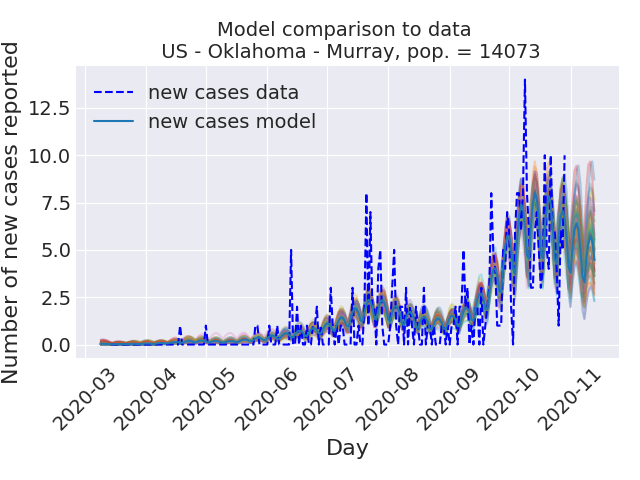 Model comparison to data
US - Oklahoma - Murray, pop. = 14073
Number of new cases reported
12.5
10.0
7.5
5.0
2.5
0.0
new cases data
new cases model
2020-03
2020-04
2020-05
2020-06
2020-07
2020-08
2020-09
2020-10
2020-11
Day